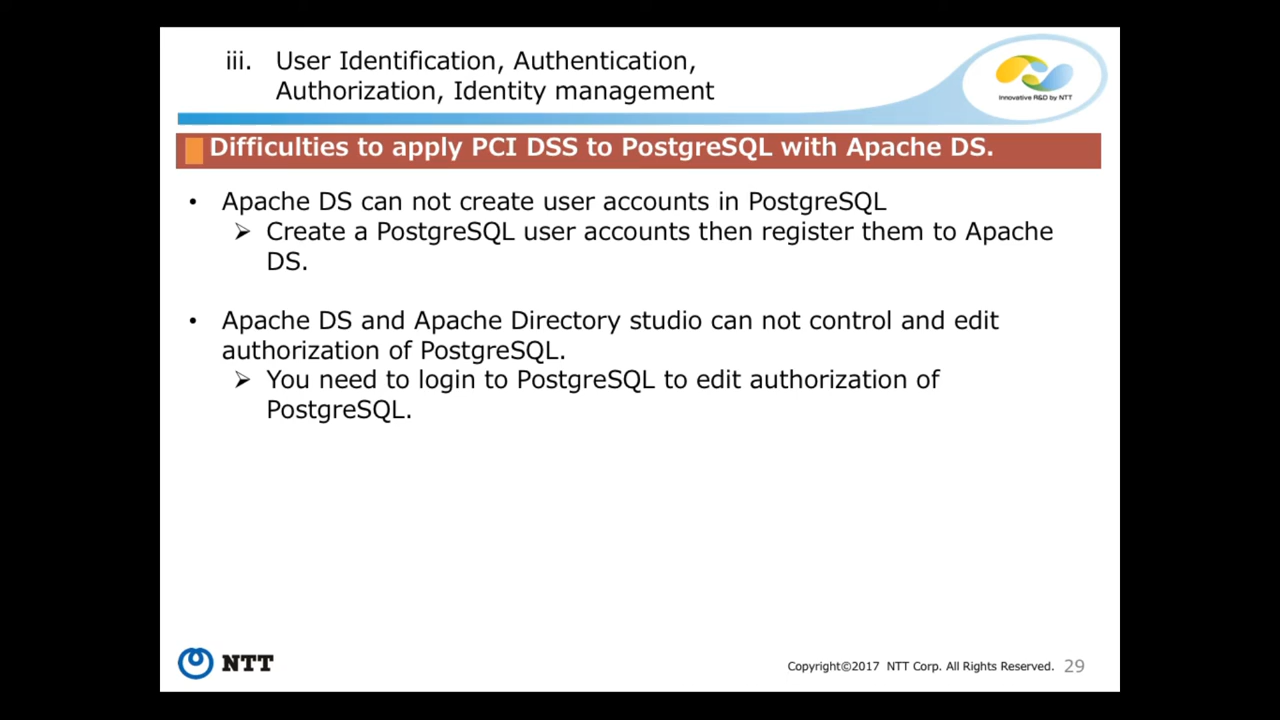 iii. User Identification, Authentication,
Authorization, Identity management
Innovative R&D by NTT
Difficulties to apply PCI DSS to PostgreSQL with Apache DS.
• Apache DS can not create user accounts in PostgreSQL
➢ Create a PostgreSQL user accounts then register them to Apache
DS.
• Apache DS and Apache Directory studio can not control and edit
authorization of PostgreSQL.
➢ You need to login to PostgreSQL to edit authorization of
PostgreSQL.
NTT
Copyright©2017 NTT Corp. All Rights Reserved. 29